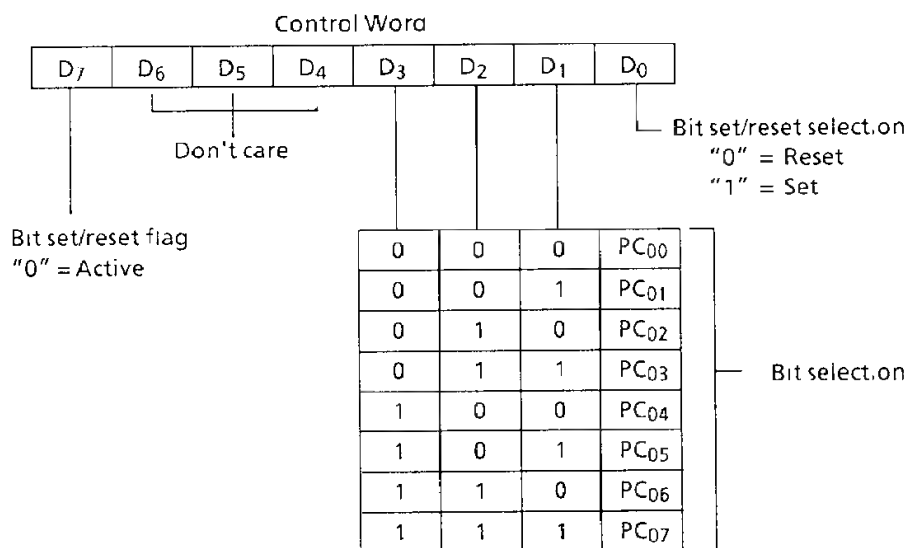 Control Word
D7 D6 D5 D4 D3 D2 D1 D0
Don't care
Bit set/reset selection
"0" = Reset
"1" = Set
Bit set/reset flag
"0" = Active
0 0 0 PC00
0 0 1 PC01
0 1 0 PC02
0 1 1 PC03
1 0 0 PC04
1 0 1 PC05
1 1 0 PC06
1 1 1 PC07
Bit selection